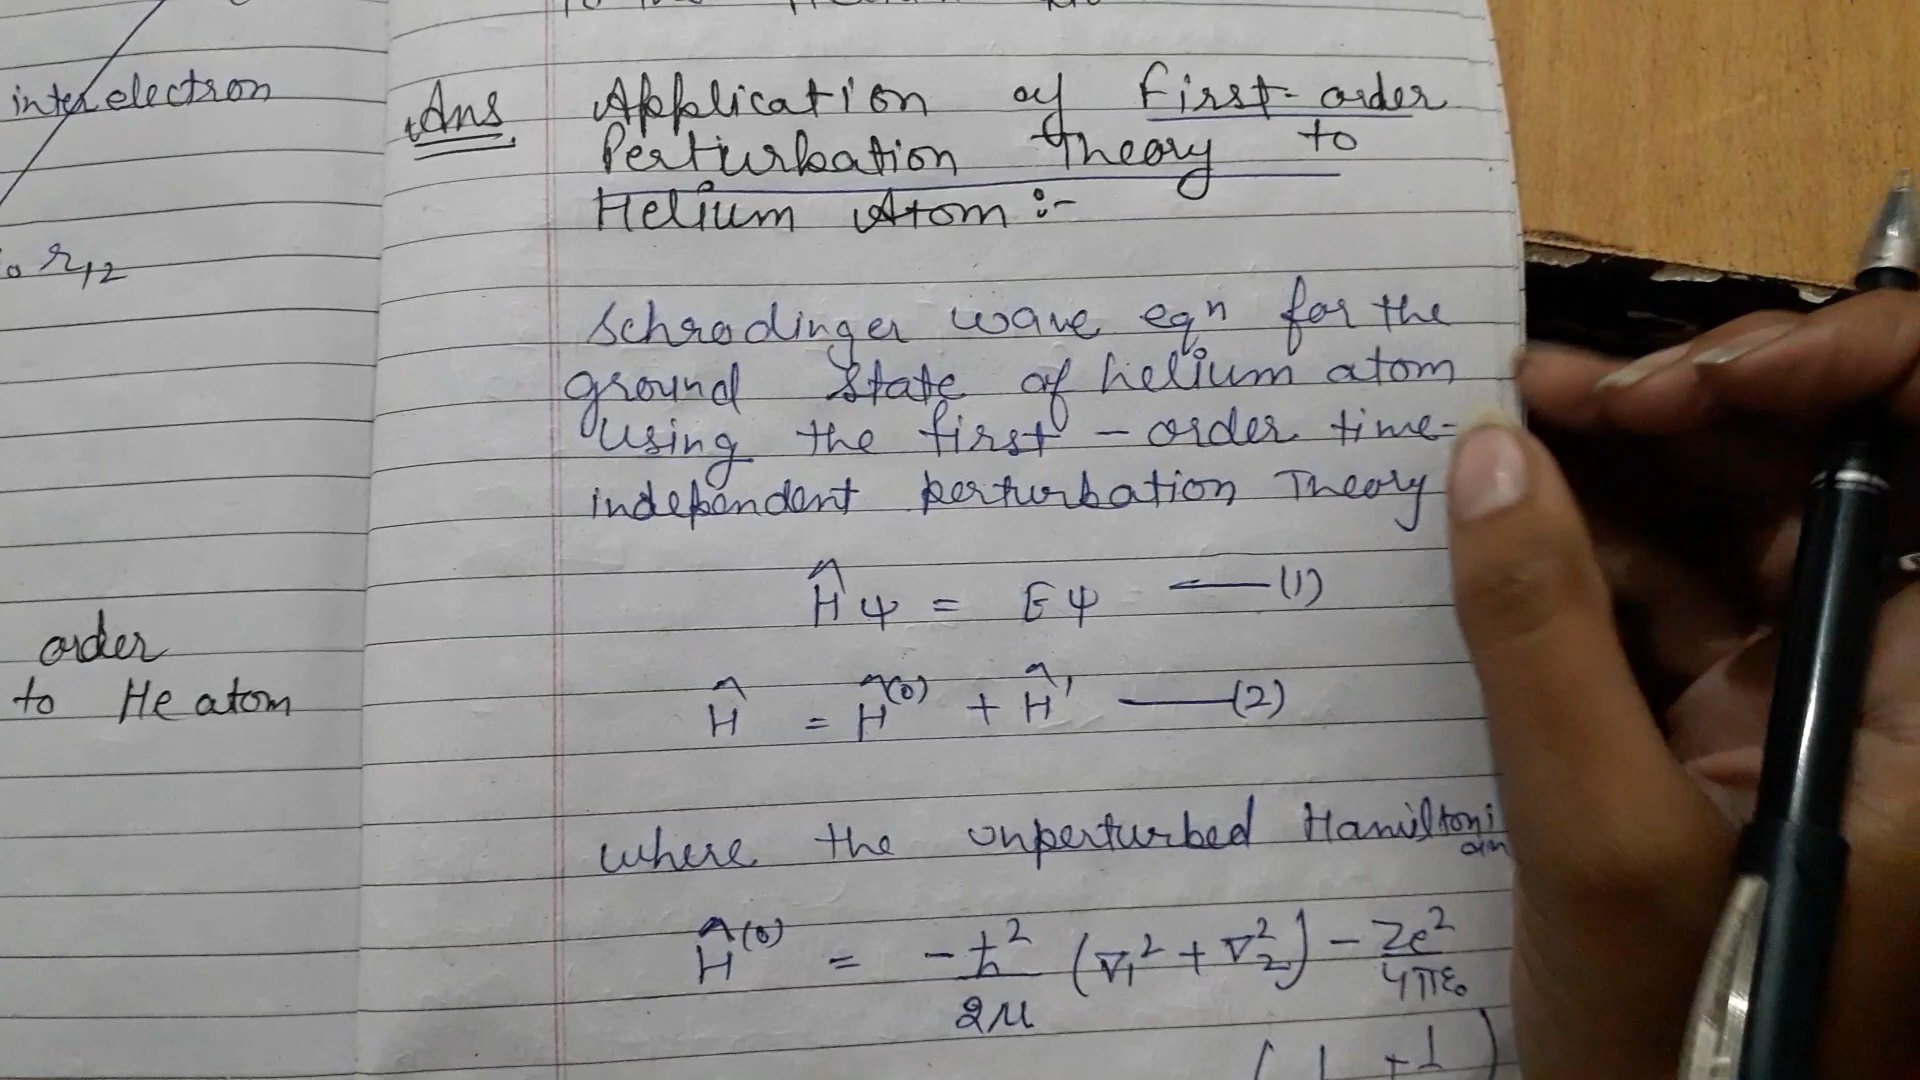 inter electron
r12
order
to He atom
Ans Application of First-order
Perturbation Theory to
Helium Atom :-
Schrodinger wave eqn for the
ground state of helium atom
using the first-order time-
independent perturbation Theory
Ĥψ = Eψ —(1)
Ĥ = Ĥ⁽⁰⁾ + Ĥ' —(2)
where the unperturbed Hamiltonian
Ĥ⁽⁰⁾ = -ħ²/2μ (∇₁² + ∇₂²) - Ze²/4πε₀